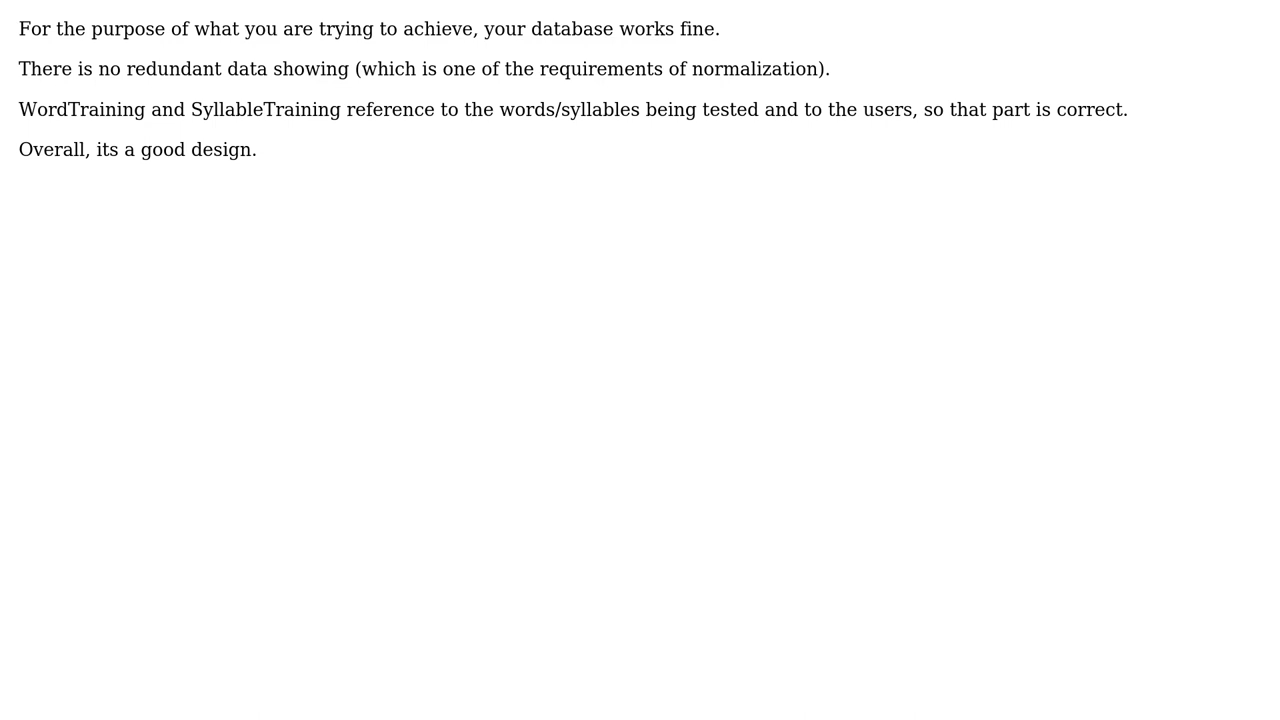 For the purpose of what you are trying to achieve, your database works fine.
There is no redundant data showing (which is one of the requirements of normalization).
WordTraining and SyllableTraining reference to the words/syllables being tested and to the users, so that part is correct.
Overall, its a good design.